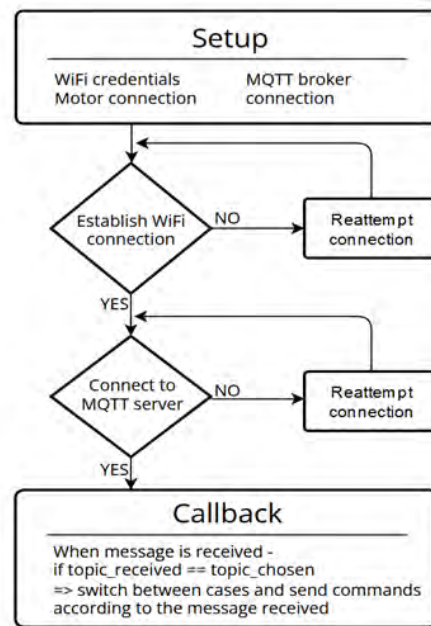 Setup
WiFi credentials
Motor connection
MQTT broker
connection
Establish WiFi
connection
NO
Reattempt
connection
YES
Connect to
MQTT server
NO
Reattempt
connection
YES
Callback
When message is received -
if topic_received == topic_chosen
=> switch between cases and send commands
according to the message received